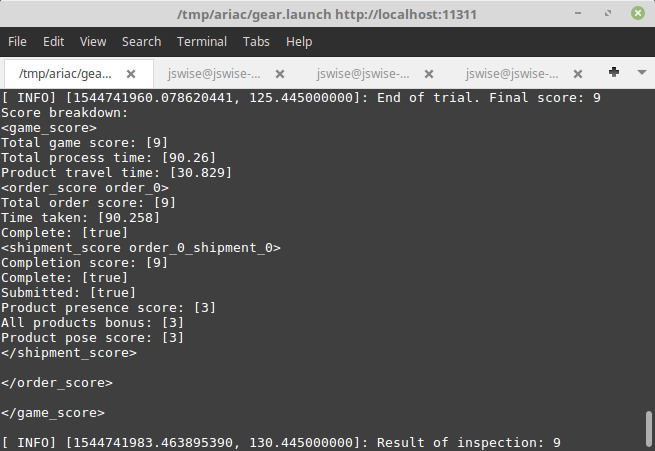 /tmp/ariac/gear.launch http://localhost:11311
File Edit View Search Terminal Tabs Help
/tmp/ariac/gea... jswise@jswise-... jswise@jswise-... jswise@jswise-...
[ INFO] [1544741960.078620441, 125.445000000]: End of trial. Final score: 9
Score breakdown:
<game_score>
Total game score: [9]
Total process time: [90.26]
Product travel time: [30.829]
<order_score order_0>
Total order score: [9]
Time taken: [90.258]
Complete: [true]
<shipment_score order_0_shipment_0>
Completion score: [9]
Complete: [true]
Submitted: [true]
Product presence score: [3]
All products bonus: [3]
Product pose score: [3]
</shipment_score>
</order_score>
</game_score>
[ INFO] [1544741983.463895390, 130.445000000]: Result of inspection: 9